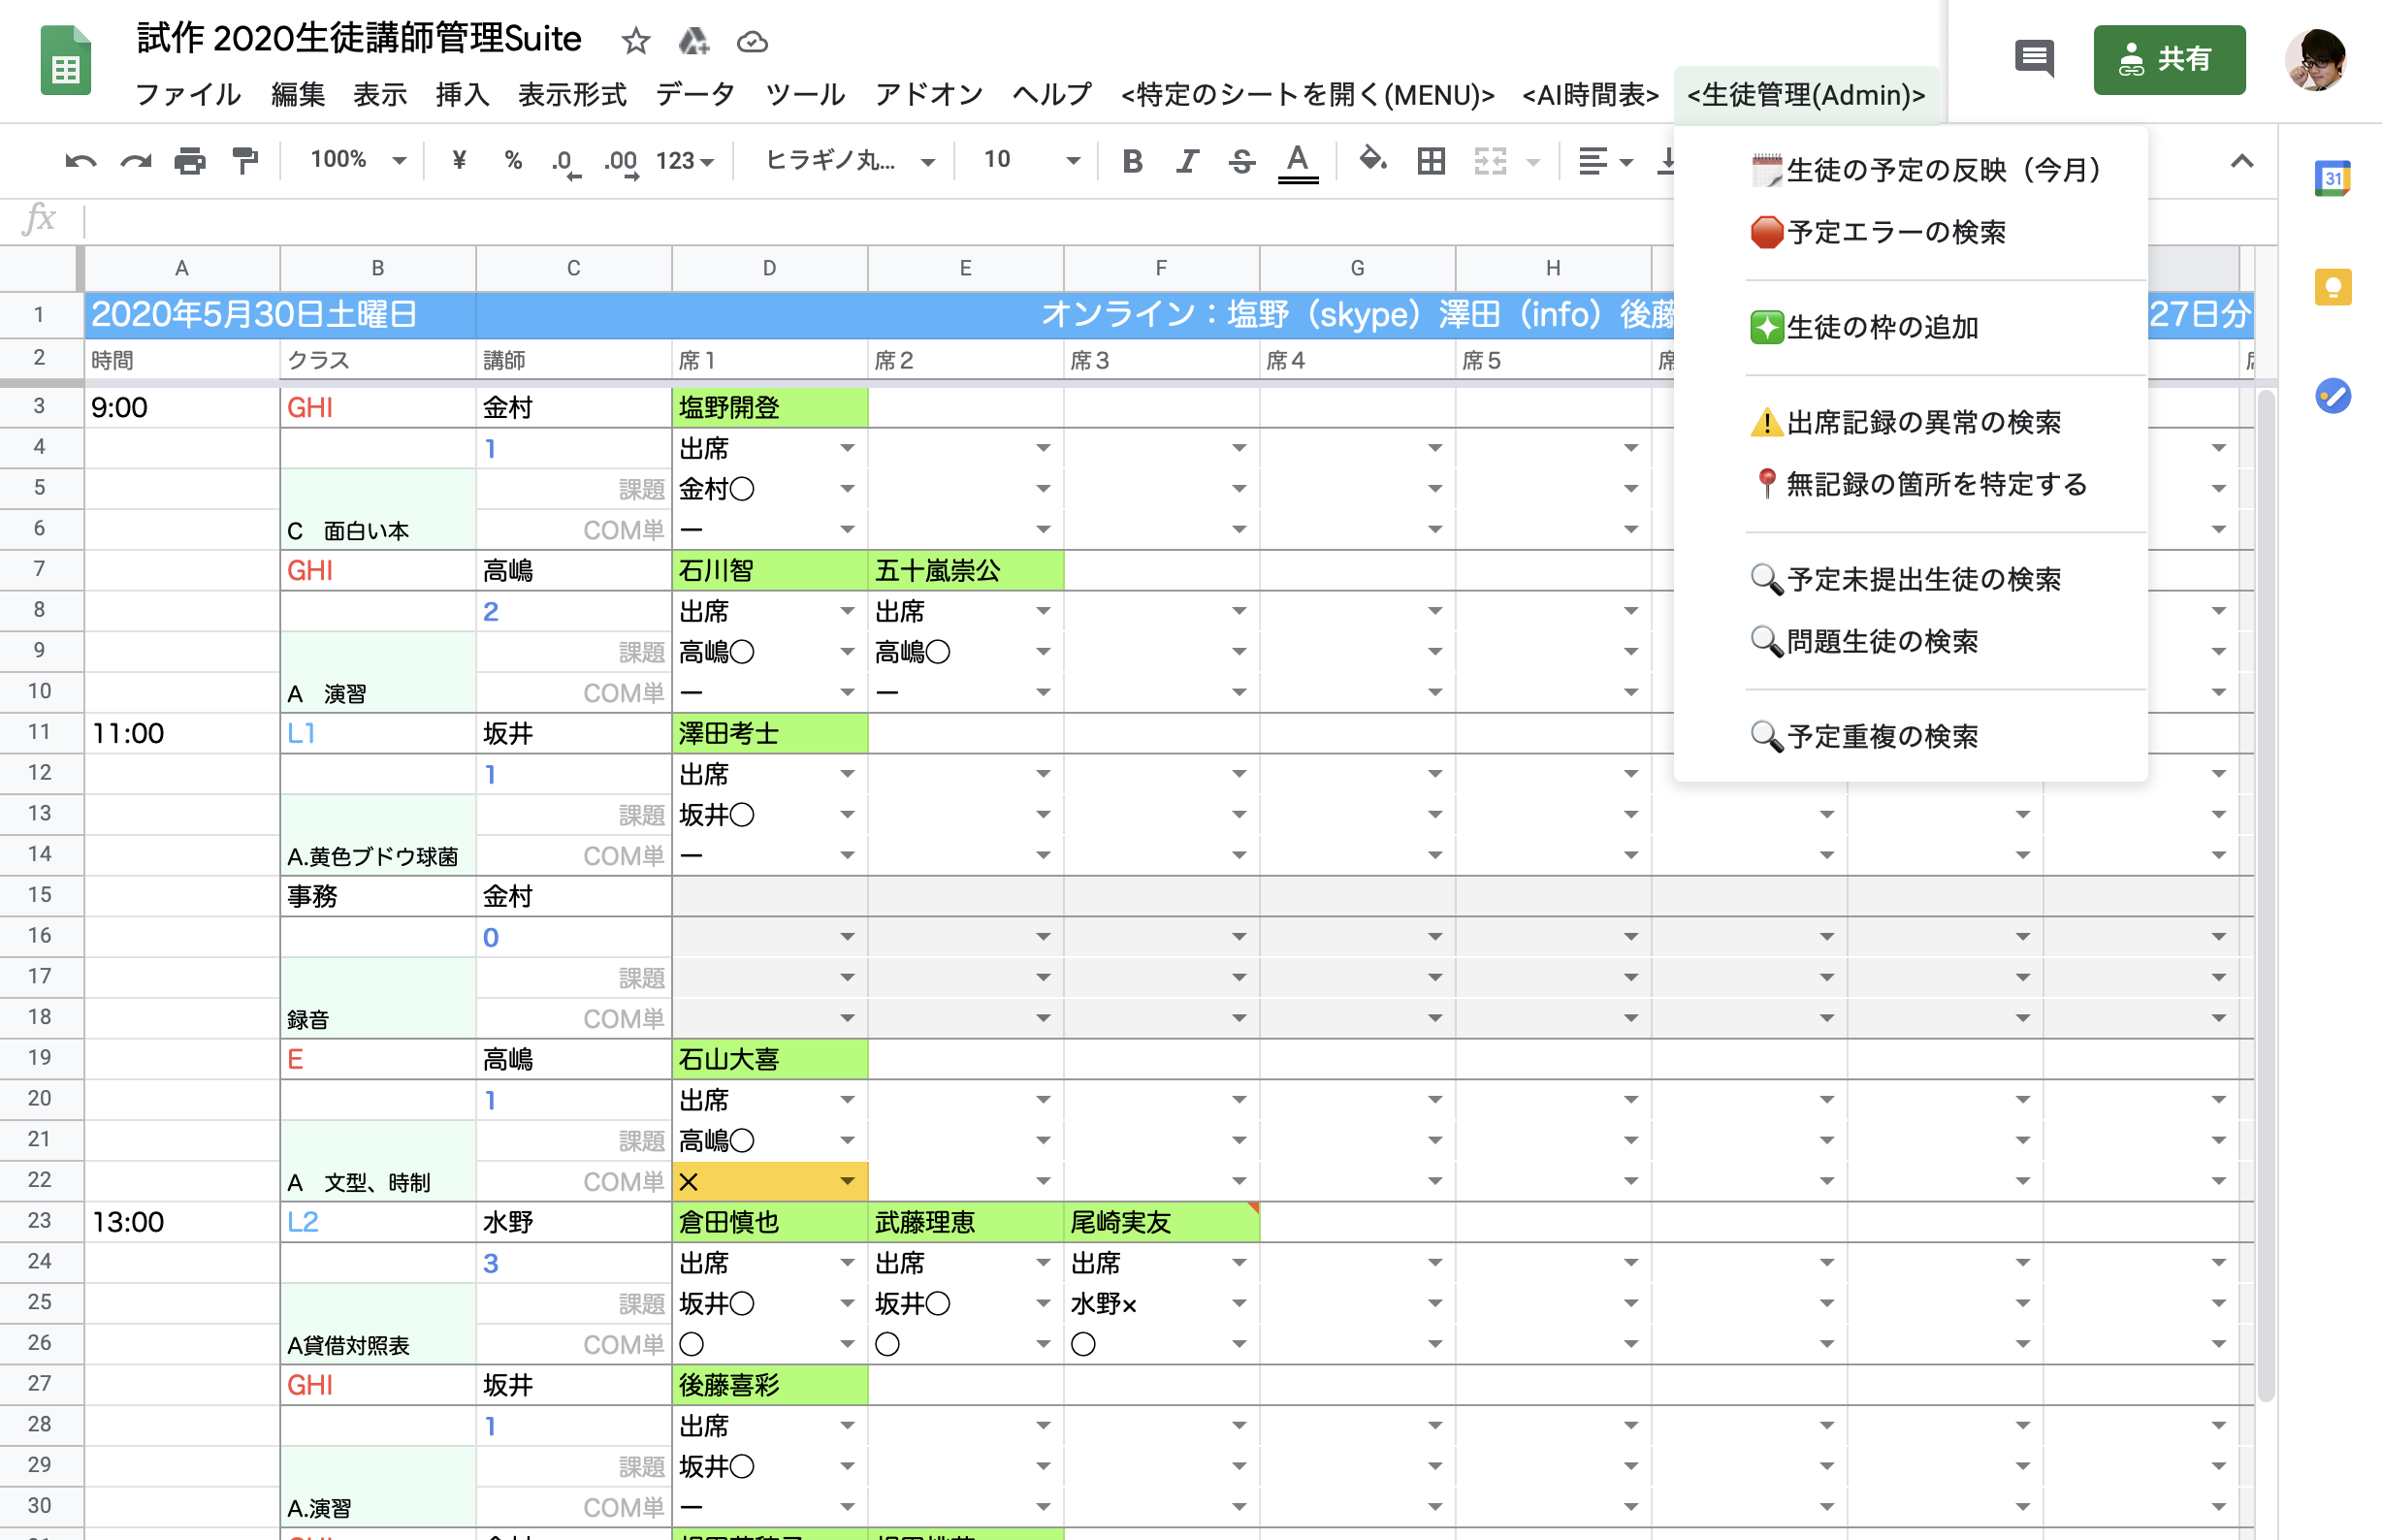 試作 2020生徒講師管理Suite
共有
ファイル 編集 表示 挿入 表示形式 データ ツール アドオン ヘルプ <特定のシートを開く(MENU)> <AI時間表> <生徒管理(Admin)>
100% ¥ % .0 .00 123 ヒラギノ丸... 10 B I S A
31
fx
生徒の予定の反映（今月）
予定エラーの検索
生徒の枠の追加
出席記録の異常の検索
無記録の箇所を特定する
予定未提出生徒の検索
問題生徒の検索
予定重複の検索
A B C D E F G H
1 2020年5月30日土曜日 オンライン：塩野（skype）澤田（info）後藤 27日分
2 時間 クラス 講師 席1 席2 席3 席4 席5 席
3 9:00 GHI 金村 塩野開登
4 1 出席
5 課題 金村◯
6 C 面白い本 COM単 ー
7 GHI 高嶋 石川智 五十嵐崇公
8 2 出席 出席
9 課題 高嶋◯ 高嶋◯
10 A 演習 COM単 ー ー
11 11:00 L1 坂井 澤田考士
12 1 出席
13 課題 坂井◯
14 A.黄色ブドウ球菌 COM単 ー
15 事務 金村
16 0
17 課題
18 録音 COM単
19 E 高嶋 石山大喜
20 1 出席
21 課題 高嶋◯
22 A 文型、時制 COM単 ×
23 13:00 L2 水野 倉田慎也 武藤理恵 尾崎実友
24 3 出席 出席 出席
25 課題 坂井◯ 坂井◯ 水野×
26 A貸借対照表 COM単 ◯ ◯ ◯
27 GHI 坂井 後藤喜彩
28 1 出席
29 課題 坂井◯
30 A.演習 COM単 ー